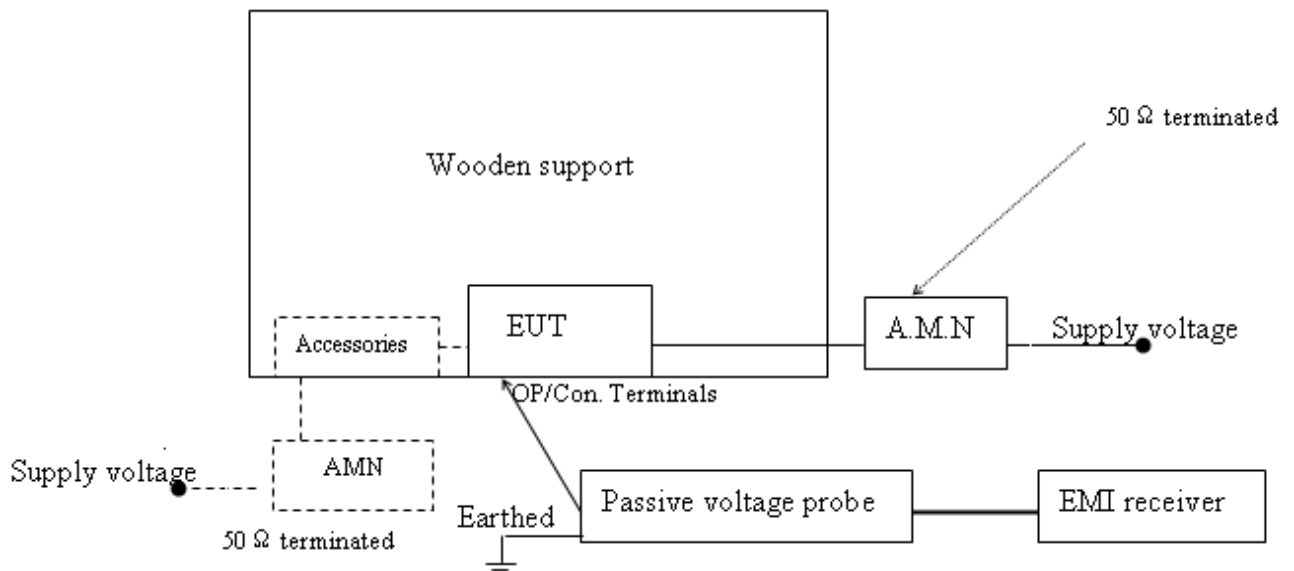 50 Ω terminated
Wooden support
EUT
A.M.N
Supply voltage
Accessories
OP/Con. Terminals
AMN
Supply voltage
Passive voltage probe
EMI receiver
Earthed
50 Ω terminated